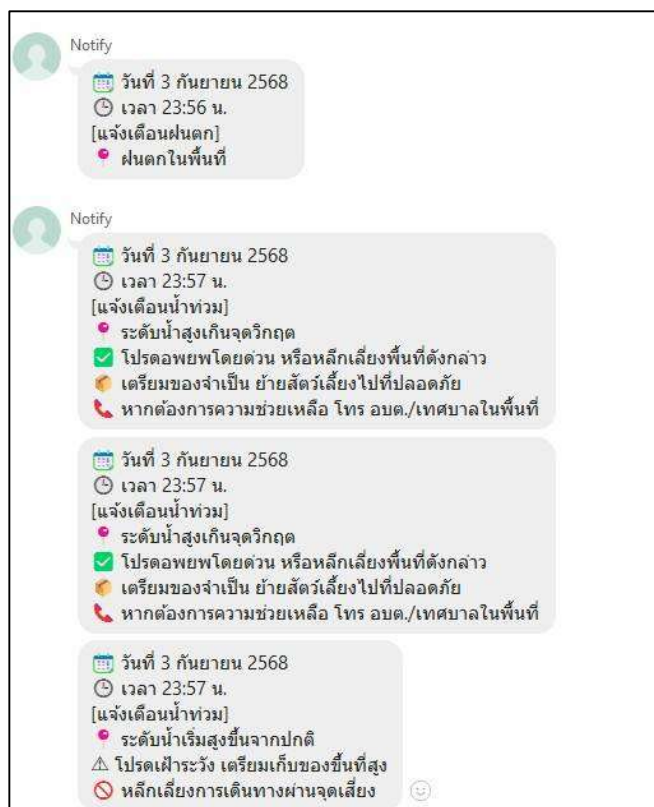 Notify
📅 วันที่ 3 กันยายน 2568
🕒 เวลา 23:56 น.
[แจ้งเตือนฝนตก]
📍 ฝนตกในพื้นที่
Notify
📅 วันที่ 3 กันยายน 2568
🕒 เวลา 23:57 น.
[แจ้งเตือนน้ำท่วม]
📍 ระดับน้ำสูงเกินจุดวิกฤต
✅ โปรดอพยพโดยด่วน หรือหลีกเลี่ยงพื้นที่ดังกล่าว
📦 เตรียมของจำเป็น ย้ายสัตว์เลี้ยงไปที่ปลอดภัย
📞 หากต้องการความช่วยเหลือ โทร อบต./เทศบาลในพื้นที่
📅 วันที่ 3 กันยายน 2568
🕒 เวลา 23:57 น.
[แจ้งเตือนน้ำท่วม]
📍 ระดับน้ำสูงเกินจุดวิกฤต
✅ โปรดอพยพโดยด่วน หรือหลีกเลี่ยงพื้นที่ดังกล่าว
📦 เตรียมของจำเป็น ย้ายสัตว์เลี้ยงไปที่ปลอดภัย
📞 หากต้องการความช่วยเหลือ โทร อบต./เทศบาลในพื้นที่
📅 วันที่ 3 กันยายน 2568
🕒 เวลา 23:57 น.
[แจ้งเตือนน้ำท่วม]
📍 ระดับน้ำเริ่มสูงขึ้นจากปกติ
⚠ โปรดเฝ้าระวัง เตรียมเก็บของขึ้นที่สูง
🚫 หลีกเลี่ยงการเดินทางผ่านจุดเสี่ยง